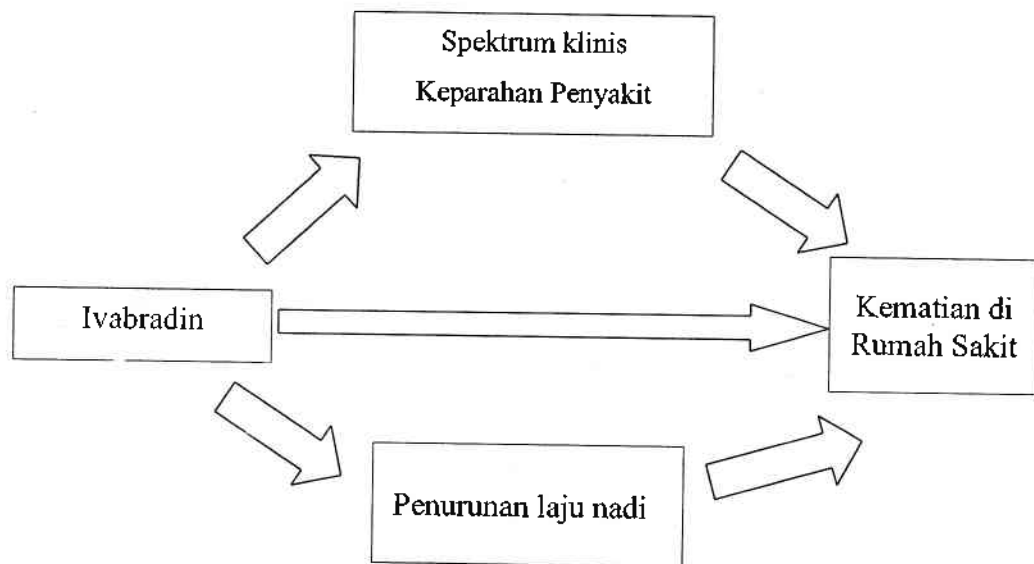 Spektrum klinis
Keparahan Penyakit
Ivabradin
Kematian di
Rumah Sakit
Penurunan laju nadi